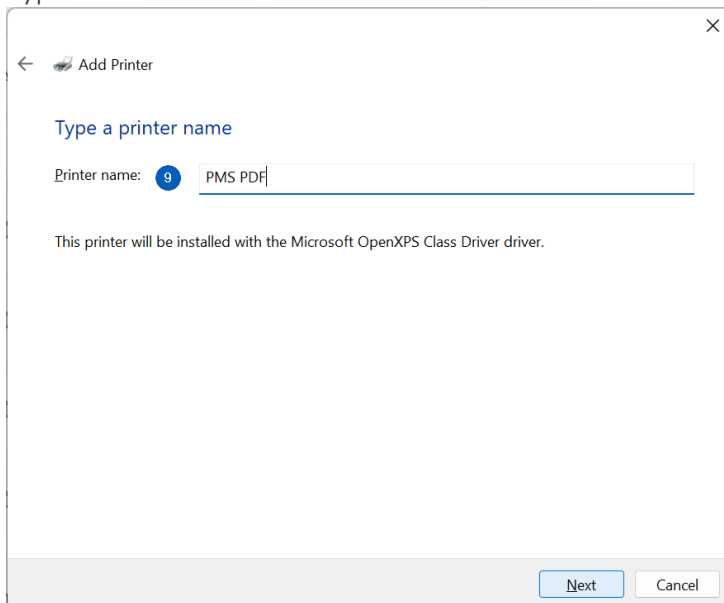 Add Printer
Type a printer name
Printer name: 9 PMS PDF
This printer will be installed with the Microsoft OpenXPS Class Driver driver.
Next Cancel